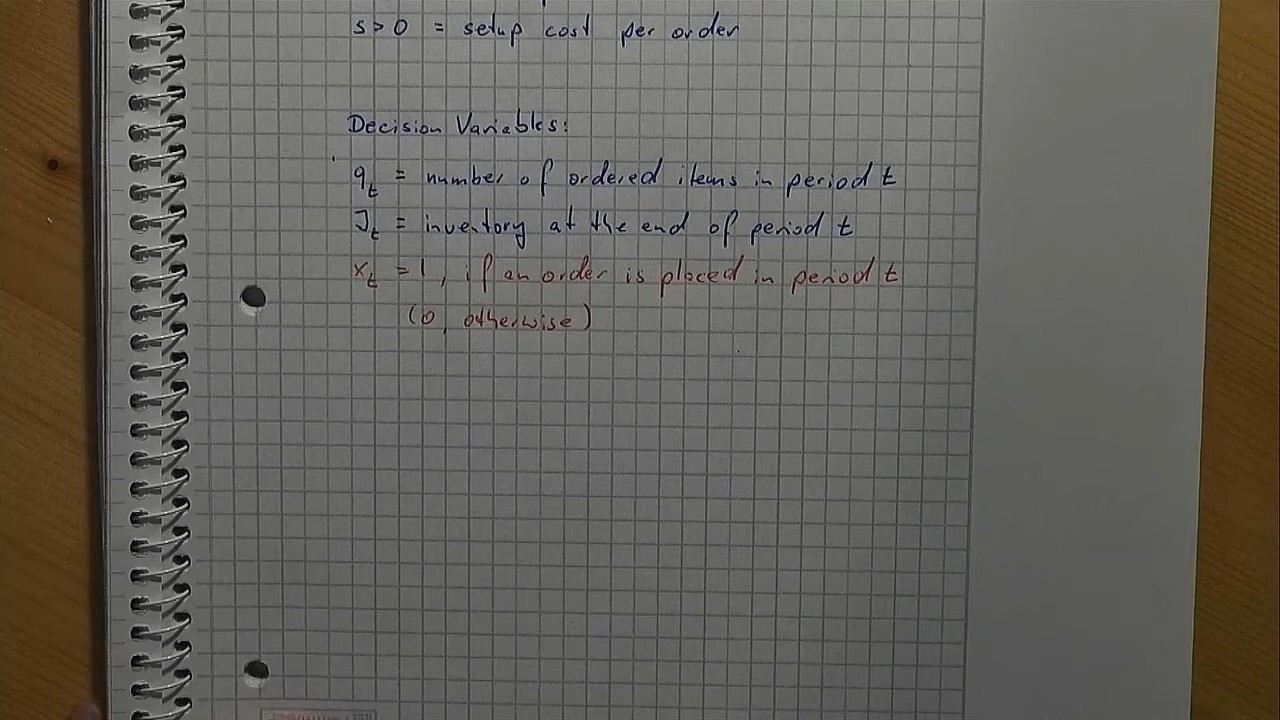 s > 0 = setup cost per order
Decision Variables:
q_t = number of ordered items in period t
I_t = inventory at the end of period t
x_t = 1, if an order is placed in period t
(0, otherwise)